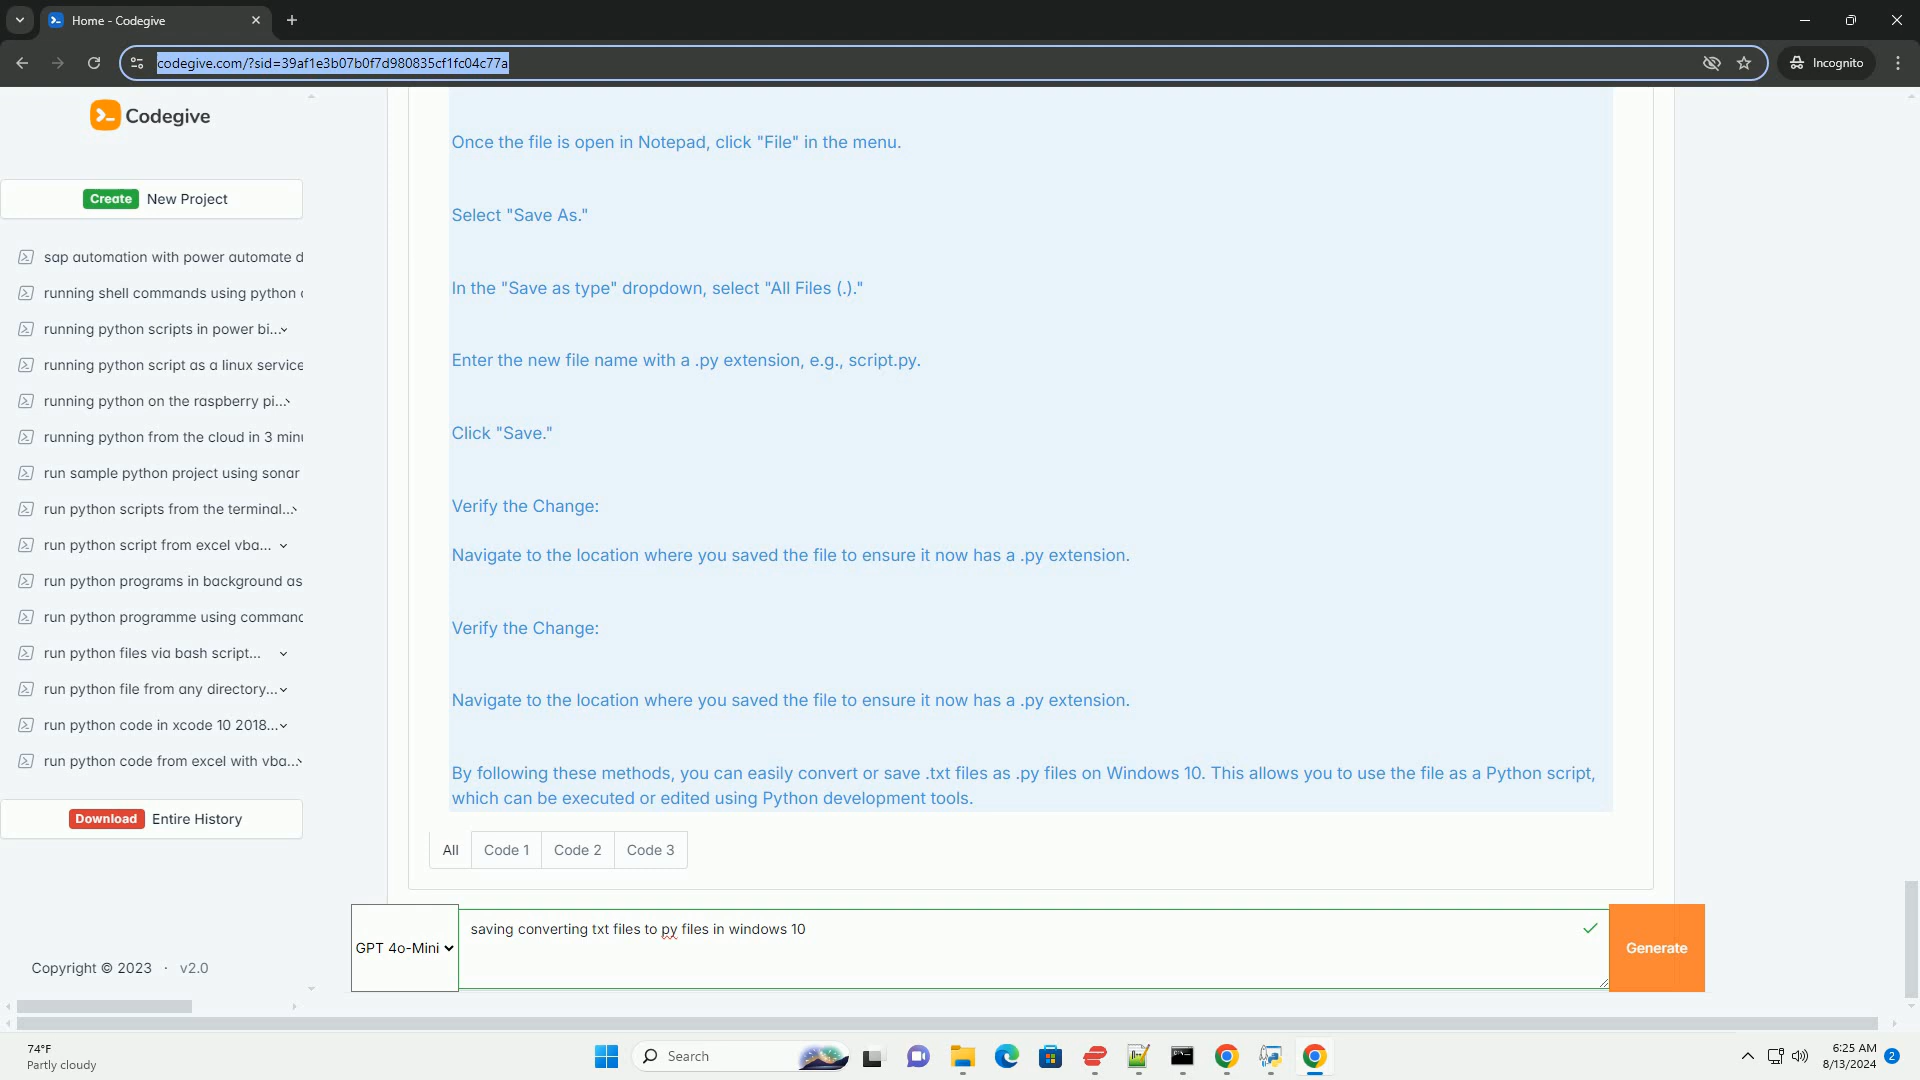 Home - Codegive
codegive.com/?sid=39af1e3b07b0f7d980835cf1fc04c77a
Incognito
Codegive
Create New Project
sap automation with power automate d
running shell commands using python
running python scripts in power bi...
running python script as a linux service
running python on the raspberry pi...
running python from the cloud in 3 min
run sample python project using sonar
run python scripts from the terminal...
run python script from excel vba...
run python programs in background as
run python programme using command
run python files via bash script...
run python file from any directory...
run python code in xcode 10 2018...
run python code from excel with vba...
Download Entire History
Copyright © 2023 · v2.0
Once the file is open in Notepad, click "File" in the menu.
Select "Save As."
In the "Save as type" dropdown, select "All Files (.)."
Enter the new file name with a .py extension, e.g., script.py.
Click "Save."
Verify the Change:
Navigate to the location where you saved the file to ensure it now has a .py extension.
Verify the Change:
Navigate to the location where you saved the file to ensure it now has a .py extension.
By following these methods, you can easily convert or save .txt files as .py files on Windows 10. This allows you to use the file as a Python script,
which can be executed or edited using Python development tools.
All Code 1 Code 2 Code 3
GPT 4o-Mini
saving converting txt files to py files in windows 10
Generate
74°F
Partly cloudy
Search
6:25 AM
8/13/2024
2